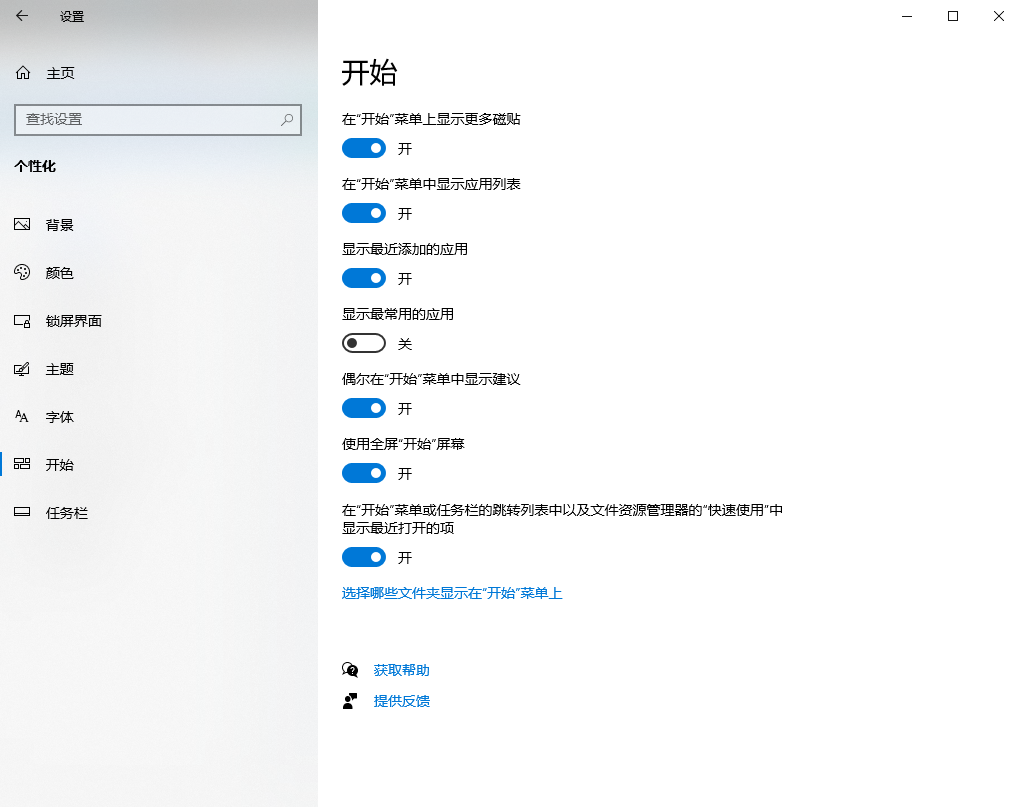 设置
主页
查找设置
个性化
背景
颜色
锁屏界面
主题
字体
开始
任务栏
开始
在"开始"菜单上显示更多磁贴
开
在"开始"菜单中显示应用列表
开
显示最近添加的应用
开
显示最常用的应用
关
偶尔在"开始"菜单中显示建议
开
使用全屏"开始"屏幕
开
在"开始"菜单或任务栏的跳转列表中以及文件资源管理器的"快速使用"中
显示最近打开的项
开
选择哪些文件夹显示在"开始"菜单上
获取帮助
提供反馈